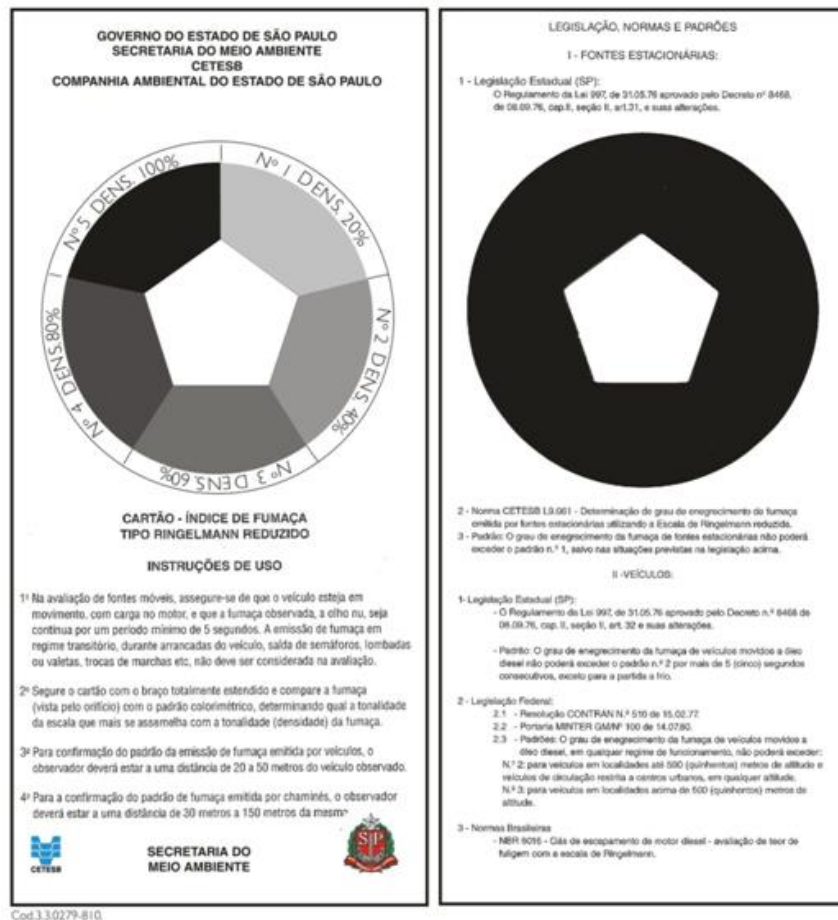 GOVERNO DO ESTADO DE SÃO PAULO
SECRETARIA DO MEIO AMBIENTE
CETESB
COMPANHIA AMBIENTAL DO ESTADO DE SÃO PAULO
Nº 1 DENS. 20%
Nº 2 DENS. 40%
Nº 3 DENS. 60%
Nº 4 DENS. 80%
Nº 5 DENS. 100%
CARTÃO - ÍNDICE DE FUMAÇA
TIPO RINGELMANN REDUZIDO
INSTRUÇÕES DE USO
1º Na avaliação de fontes móveis, assegure-se de que o veículo esteja em
movimento, com carga no motor, e que a fumaça observada, a olho nu, seja
contínua por um período mínimo de 5 segundos. A emissão de fumaça em
regime transitório, durante arrancadas do veículo, saída de semáforos, lombadas
ou valetas, trocas de marchas etc, não deve ser considerada na avaliação.
2º Segure o cartão com o braço totalmente estendido e compare a fumaça
(vista pelo orifício) com o padrão colorimétrico, determinando qual a tonalidade
da escala que mais se assemelha com a tonalidade (densidade) da fumaça.
3º Para confirmação do padrão da emissão de fumaça emitida por veículos, o
observador deverá estar a uma distância de 20 a 50 metros do veículo observado.
4º Para a confirmação do padrão de fumaça emitida por chaminés, o observador
deverá estar a uma distância de 30 metros a 150 metros da mesma
CETESB
SECRETARIA DO
MEIO AMBIENTE
SP
Cod.3.3.0279-810.
LEGISLAÇÃO, NORMAS E PADRÕES
I - FONTES ESTACIONÁRIAS:
1 - Legislação Estadual (SP):
O Regulamento da Lei 997, de 31.05.76 aprovado pelo Decreto nº 8468,
de 08.09.76, cap.II, seção II, art.31, e suas alterações.
2 - Norma CETESB L9.061 - Determinação de grau de enegrecimento de fumaça
emitida por fontes estacionárias utilizando a Escala de Ringelmann reduzida.
3 - Padrão: O grau de enegrecimento da fumaça de fontes estacionárias não poderá
exceder o padrão n.º 1, salvo nas situações previstas na legislação acima.
II -VEÍCULOS:
1- Legislação Estadual (SP):
- O Regulamento da Lei 997, de 31.05.76 aprovado pelo Decreto n.º 8468 de
08.09.76, cap. II, seção II, art. 32 e suas alterações.
- Padrão: O grau de enegrecimento da fumaça de veículos movidos a óleo
diesel não poderá exceder o padrão n.º 2 por mais de 5 (cinco) segundos
consecutivos, exceto para a partida a frio.
2 - Legislação Federal:
2.1 - Resolução CONTRAN N.º 510 de 15.02.77.
2.2 - Portaria MINTER GM/Nº 100 de 14.07.80.
2.3 - Padrões: O grau de enegrecimento da fumaça de veículos movidos a
óleo diesel, em qualquer regime de funcionamento, não poderá exceder:
N.º 2: para veículos em localidades até 500 (quinhentos) metros de altitude e
veículos de circulação restrita a centros urbanos, em qualquer altitude.
N.º 3: para veículos em localidades acima de 500 (quinhentos) metros de
altitude.
3 - Normas Brasileiras
- NBR 6016 - Gás de escapamento de motor diesel - avaliação de teor de
fuligem com a escala de Ringelmann.